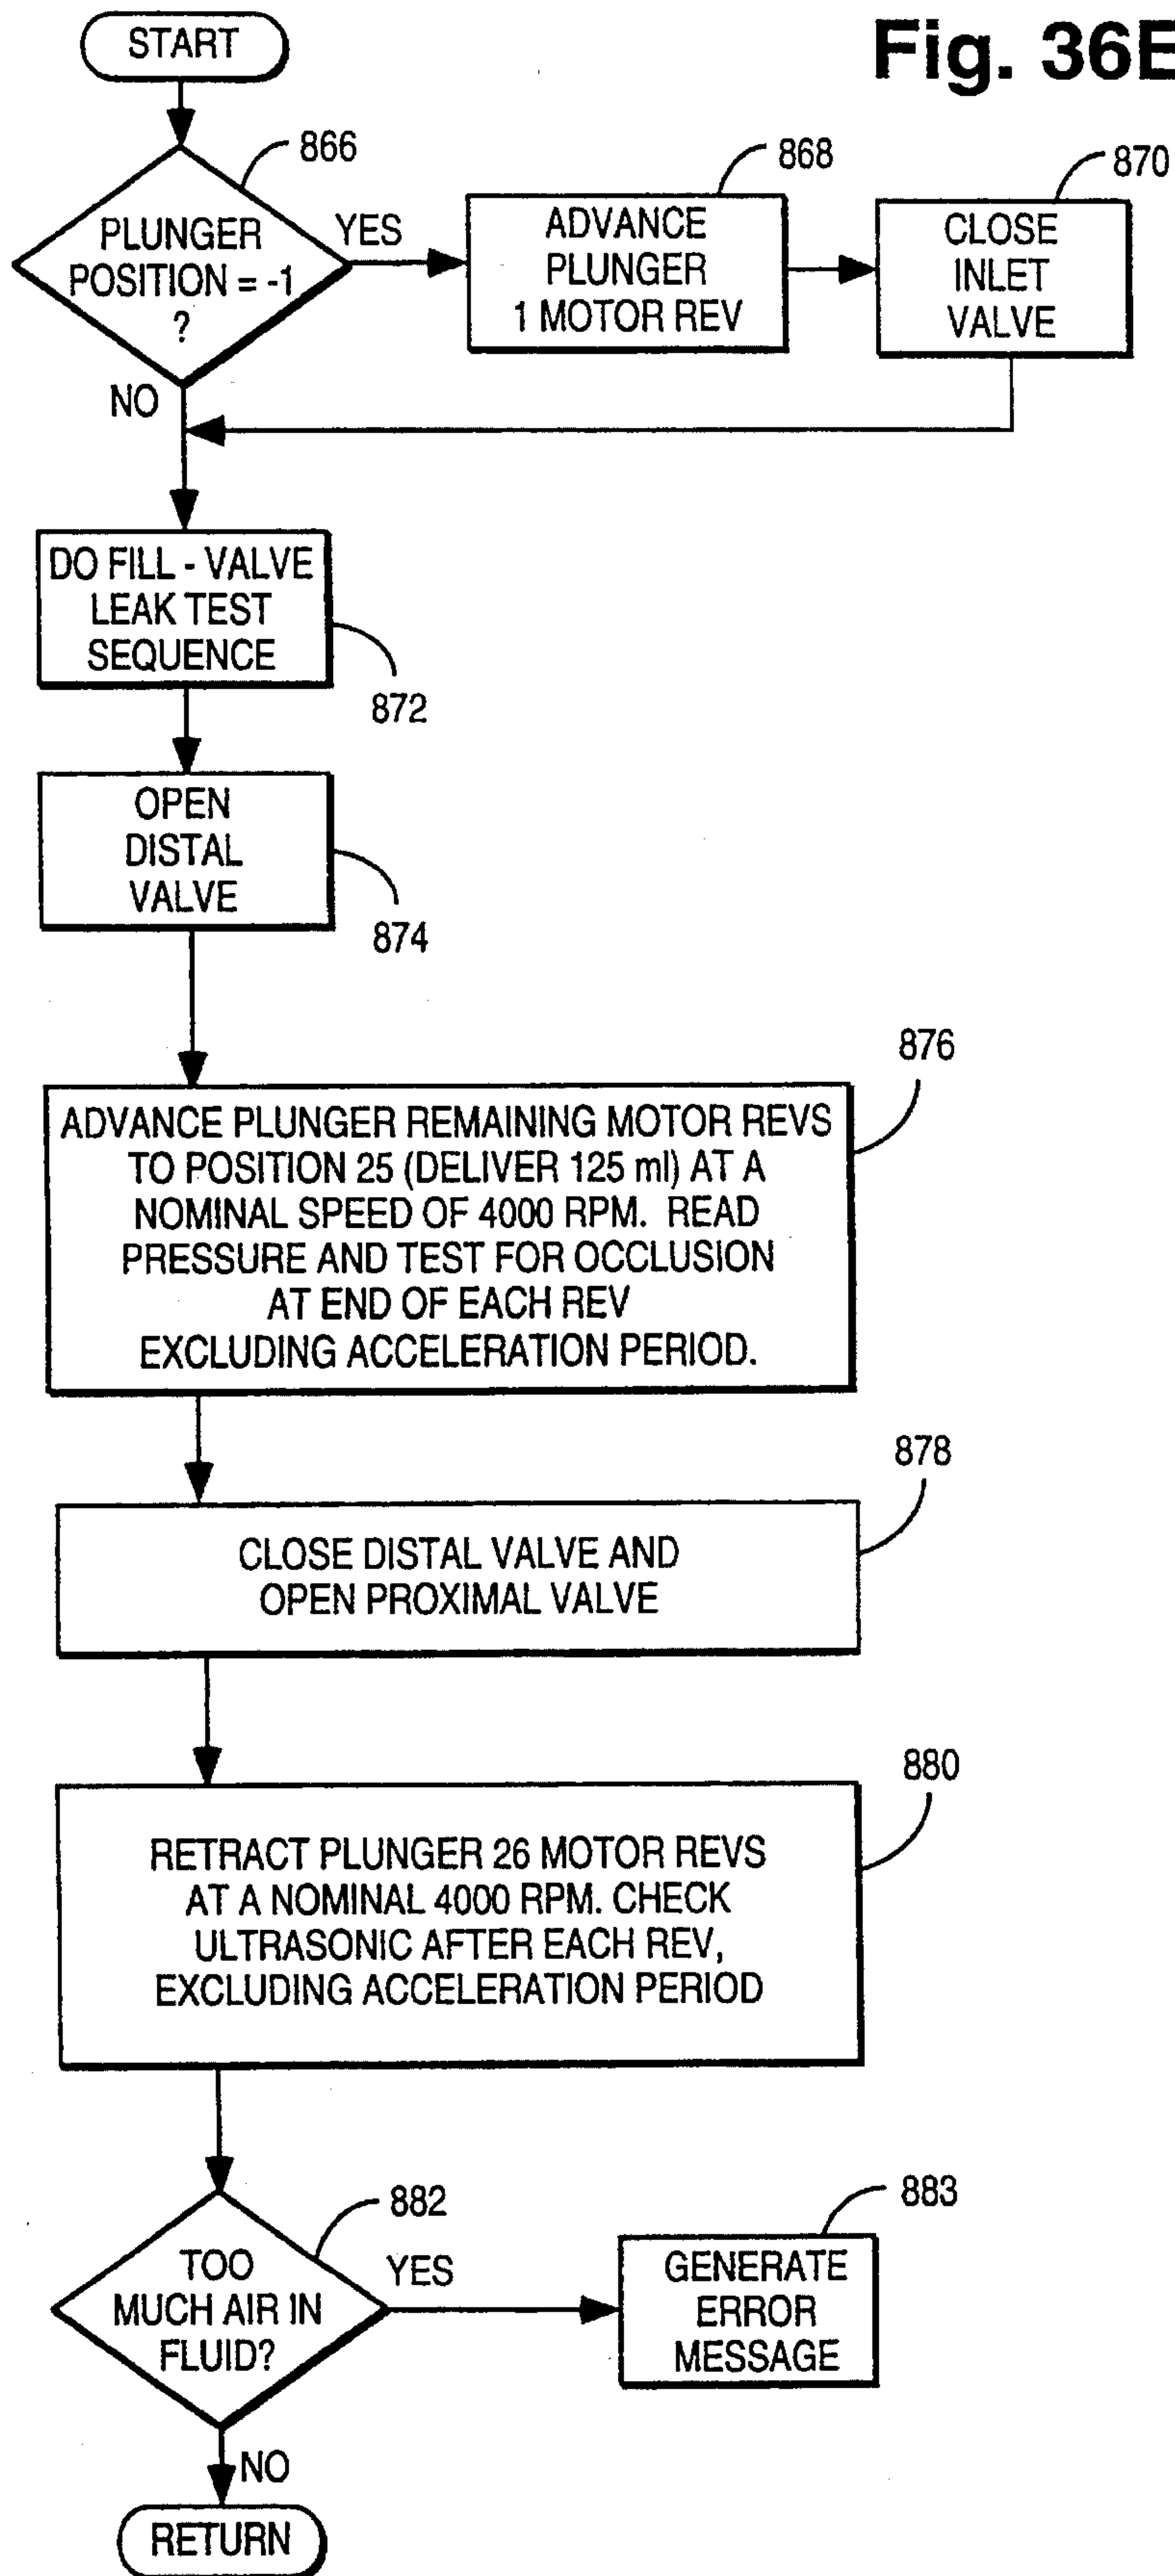 Fig. 36E
START
866
PLUNGER
POSITION = -1
?
YES
868
ADVANCE
PLUNGER
1 MOTOR REV
870
CLOSE
INLET
VALVE
NO
DO FILL - VALVE
LEAK TEST
SEQUENCE
872
OPEN
DISTAL
VALVE
874
876
ADVANCE PLUNGER REMAINING MOTOR REVS
TO POSITION 25 (DELIVER 125 ml) AT A
NOMINAL SPEED OF 4000 RPM. READ
PRESSURE AND TEST FOR OCCLUSION
AT END OF EACH REV
EXCLUDING ACCELERATION PERIOD.
878
CLOSE DISTAL VALVE AND
OPEN PROXIMAL VALVE
880
RETRACT PLUNGER 26 MOTOR REVS
AT A NOMINAL 4000 RPM. CHECK
ULTRASONIC AFTER EACH REV,
EXCLUDING ACCELERATION PERIOD
882
TOO
MUCH AIR IN
FLUID?
YES
883
GENERATE
ERROR
MESSAGE
NO
RETURN